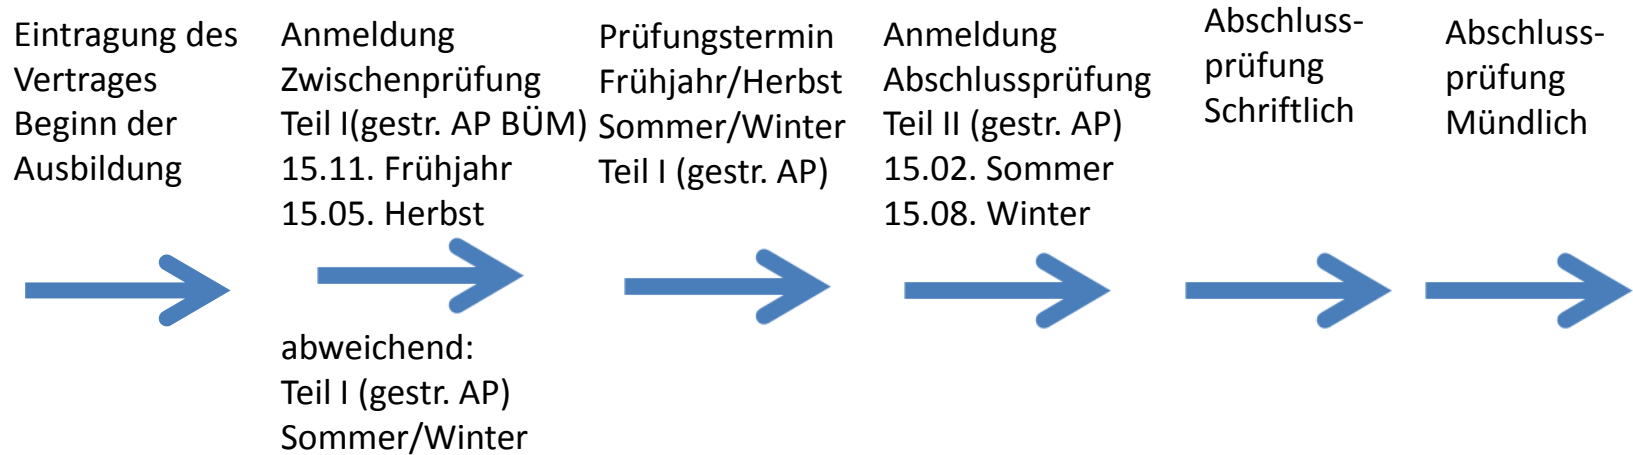 Eintragung des
Vertrages
Beginn der
Ausbildung
Anmeldung
Zwischenprüfung
Teil I(gestr. AP BÜM)
15.11. Frühjahr
15.05. Herbst
abweichend:
Teil I (gestr. AP)
Sommer/Winter
Prüfungstermin
Frühjahr/Herbst
Sommer/Winter
Teil I (gestr. AP)
Anmeldung
Abschlussprüfung
Teil II (gestr. AP)
15.02. Sommer
15.08. Winter
Abschluss-
prüfung
Schriftlich
Abschluss-
prüfung
Mündlich